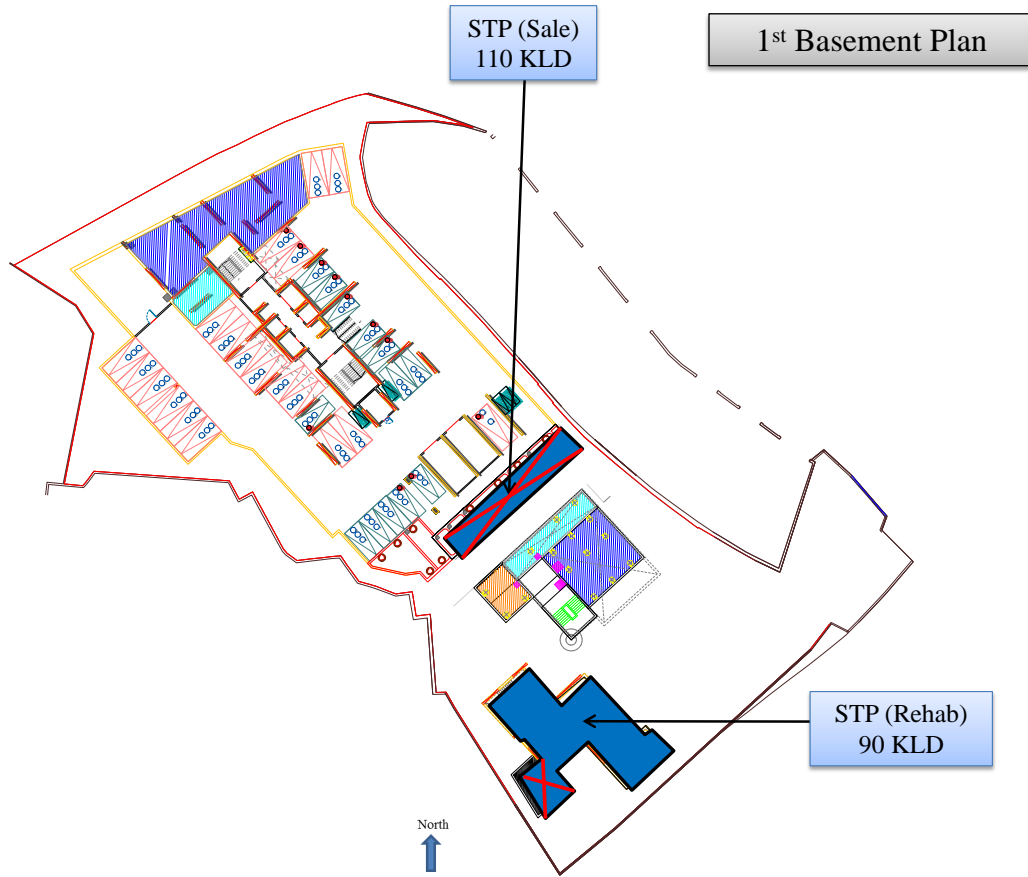 STP (Sale)
110 KLD
1st Basement Plan
STP (Rehab)
90 KLD
North